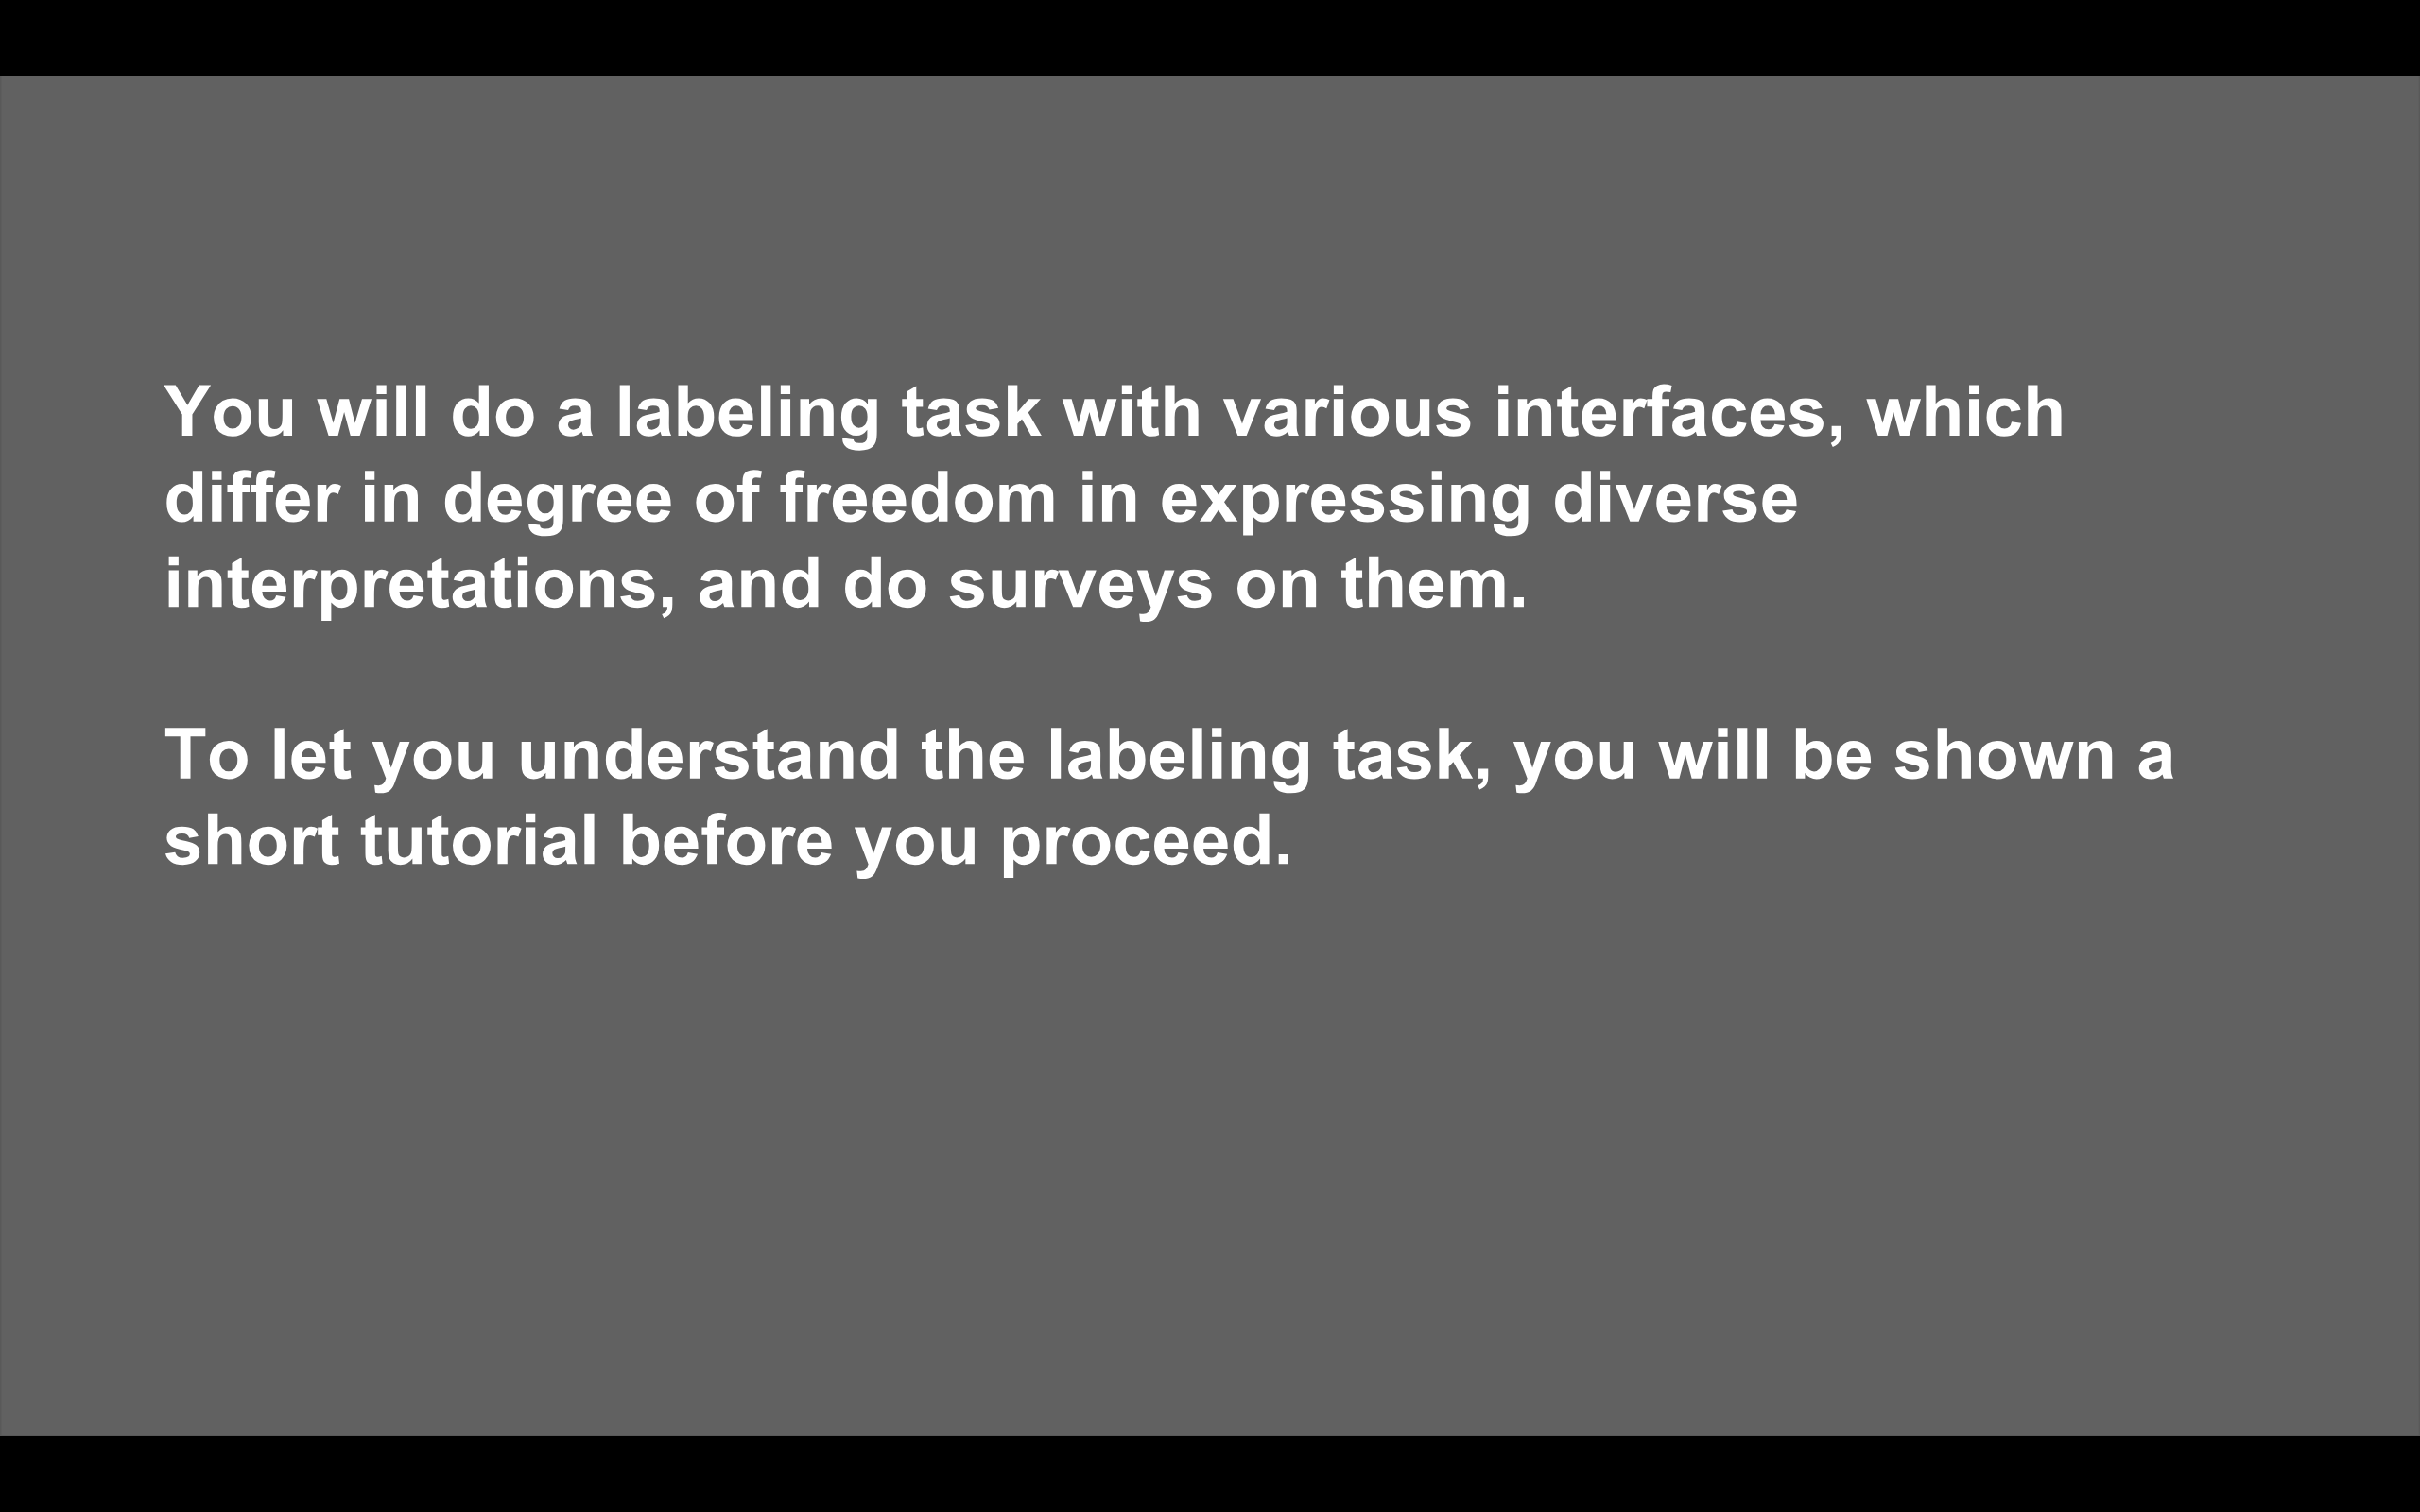 You will do a labeling task with various interfaces, which
differ in degree of freedom in expressing diverse
interpretations, and do surveys on them.
To let you understand the labeling task, you will be shown a
short tutorial before you proceed.